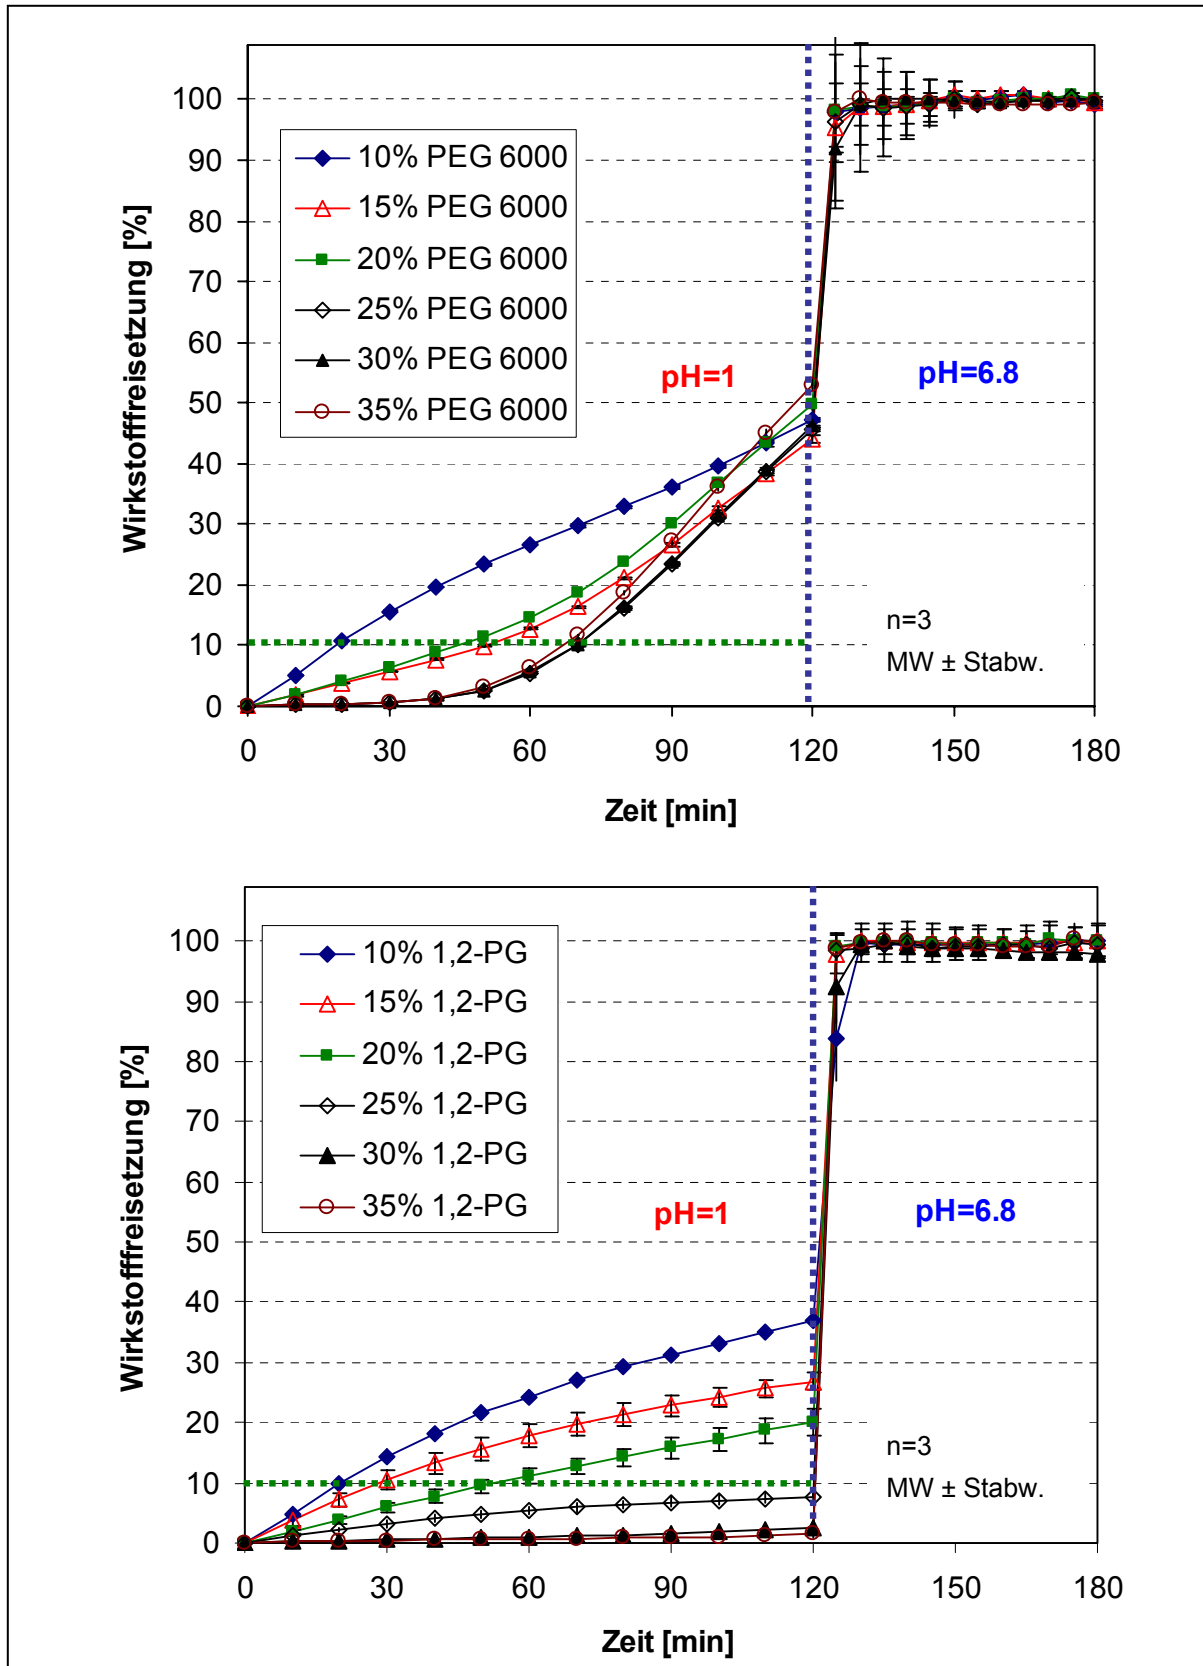 Wirkstofffreisetzung [%]
100
90
80
70
60
50
40
30
20
10
0
10% PEG 6000
15% PEG 6000
20% PEG 6000
25% PEG 6000
30% PEG 6000
35% PEG 6000
pH=1
pH=6.8
n=3
MW ± Stabw.
0 30 60 90 120 150 180
Zeit [min]
Wirkstofffreisetzung [%]
100
90
80
70
60
50
40
30
20
10
0
10% 1,2-PG
15% 1,2-PG
20% 1,2-PG
25% 1,2-PG
30% 1,2-PG
35% 1,2-PG
pH=1
pH=6.8
n=3
MW ± Stabw.
0 30 60 90 120 150 180
Zeit [min]